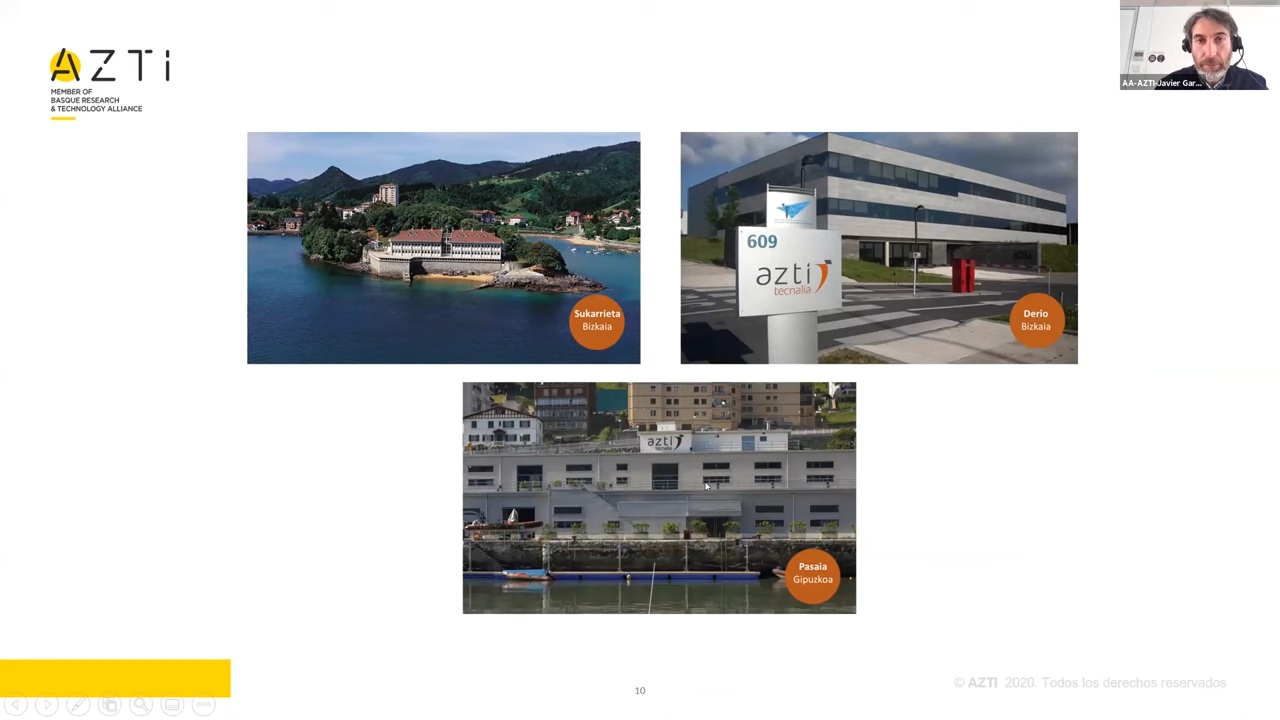 AZTi
MEMBER OF
BASQUE RESEARCH
& TECHNOLOGY ALLIANCE
AA-AZTI-Javier Gar...
609
azti
tecnalia
Sukarrieta
Bizkaia
Derio
Bizkaia
azti
tecnalia
Pasaia
Gipuzkoa
10
© AZTI 2020. Todos los derechos reservados